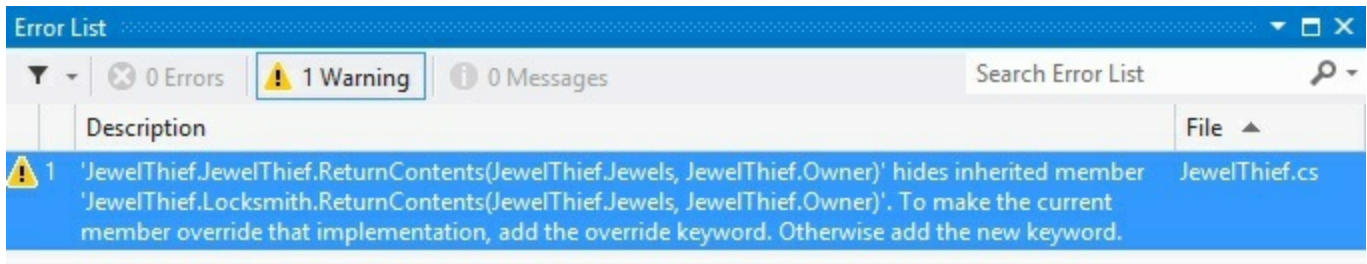 Error List
0 Errors
1 Warning
0 Messages
Search Error List
Description
File
1
'JewelThief.JewelThief.ReturnContents(JewelThief.Jewels, JewelThief.Owner)' hides inherited member
'JewelThief.Locksmith.ReturnContents(JewelThief.Jewels, JewelThief.Owner)'. To make the current
member override that implementation, add the override keyword. Otherwise add the new keyword.
JewelThief.cs